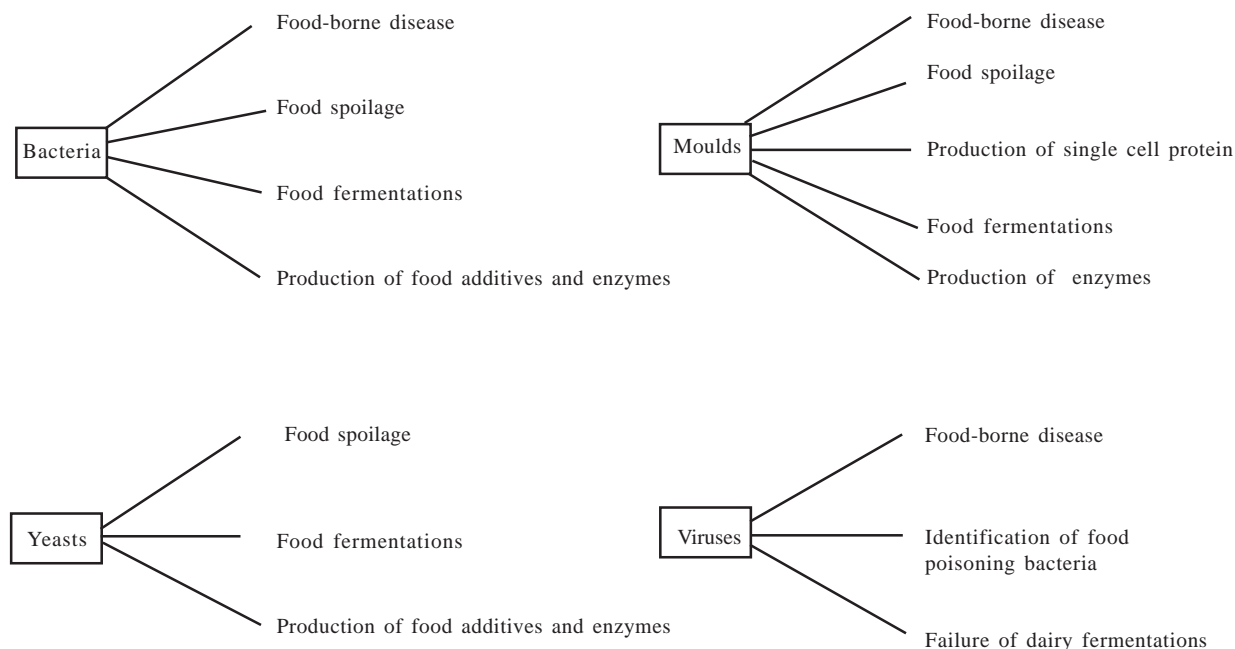 Bacteria
Food-borne disease
Food spoilage
Food fermentations
Production of food additives and enzymes
Moulds
Food-borne disease
Food spoilage
Production of single cell protein
Food fermentations
Production of enzymes
Yeasts
Food spoilage
Food fermentations
Production of food additives and enzymes
Viruses
Food-borne disease
Identification of food
poisoning bacteria
Failure of dairy fermentations